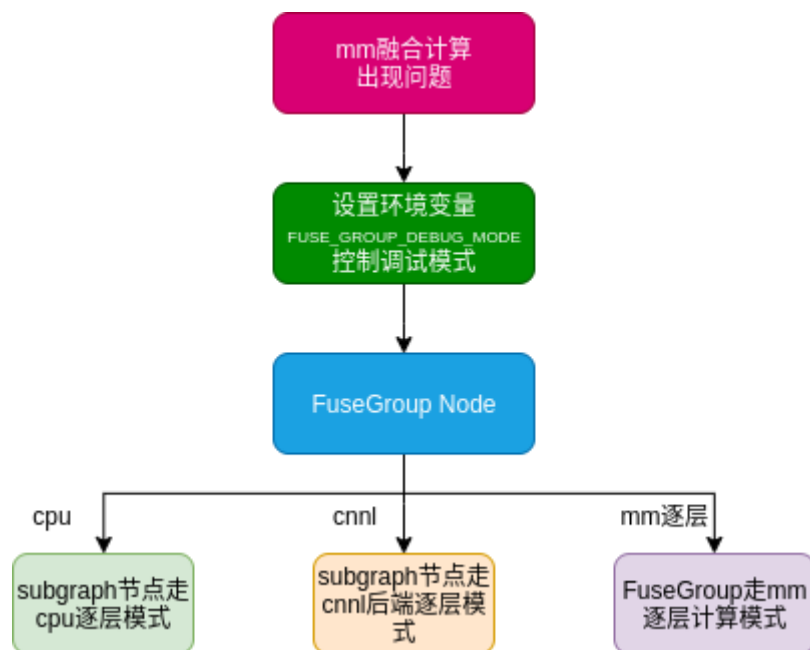 mm融合计算
出现问题
设置环境变量
FUSE_GROUP_DEBUG_MODE
控制调试模式
FuseGroup Node
cpu
cnnl
mm逐层
subgraph节点走
cpu逐层模式
subgraph节点走
cnnl后端逐层模
式
FuseGroup走mm
逐层计算模式